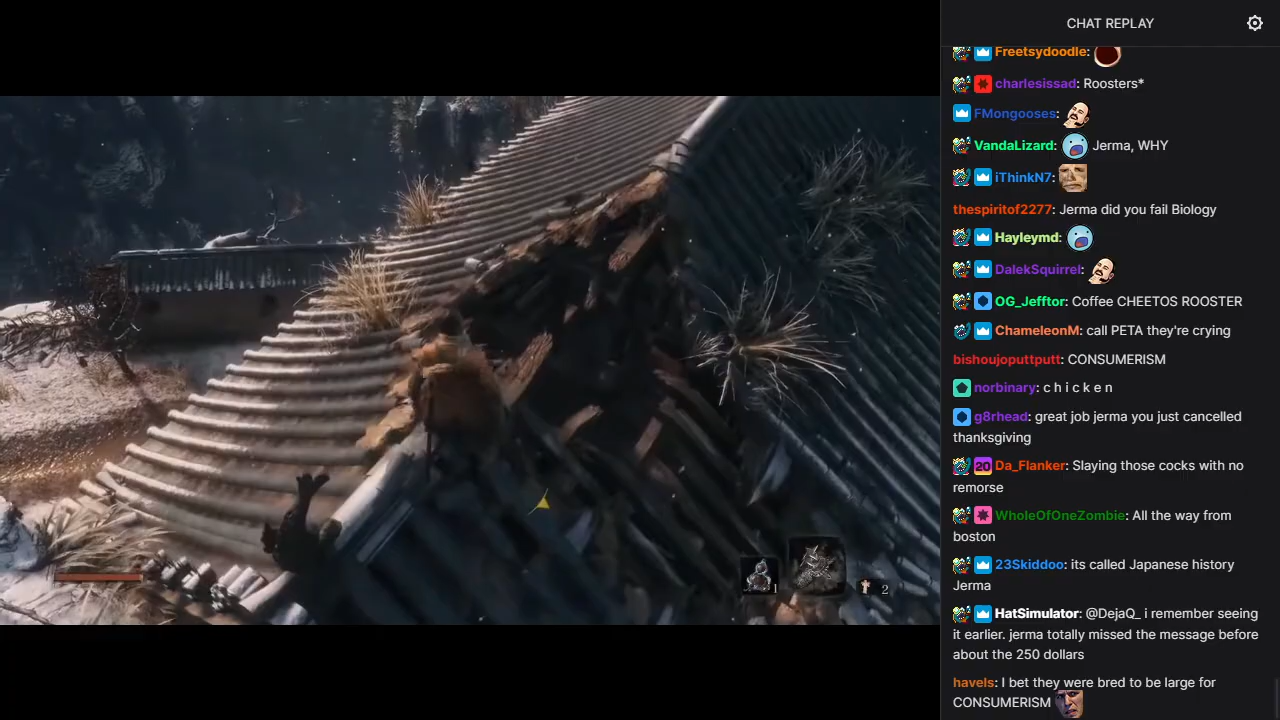 CHAT REPLAY
Freetsydoodle:
charlesissad: Roosters*
FMongooses:
VandaLizard: Jerma, WHY
iThinkN7:
thespiritof2277: Jerma did you fail Biology
Hayleymd:
DalekSquirrel:
OG_Jefftor: Coffee CHEETOS ROOSTER
ChameleonM: call PETA they're crying
bishoujoputtputt: CONSUMERISM
norbinary: c h i c k e n
g8rhead: great job jerma you just cancelled
thanksgiving
20 Da_Flanker: Slaying those cocks with no
remorse
WholeOfOneZombie: All the way from
boston
23Skiddoo: its called Japanese history
Jerma
HatSimulator: @DejaQ_ i remember seeing
it earlier. jerma totally missed the message before
about the 250 dollars
havels: I bet they were bred to be large for
CONSUMERISM
1
2